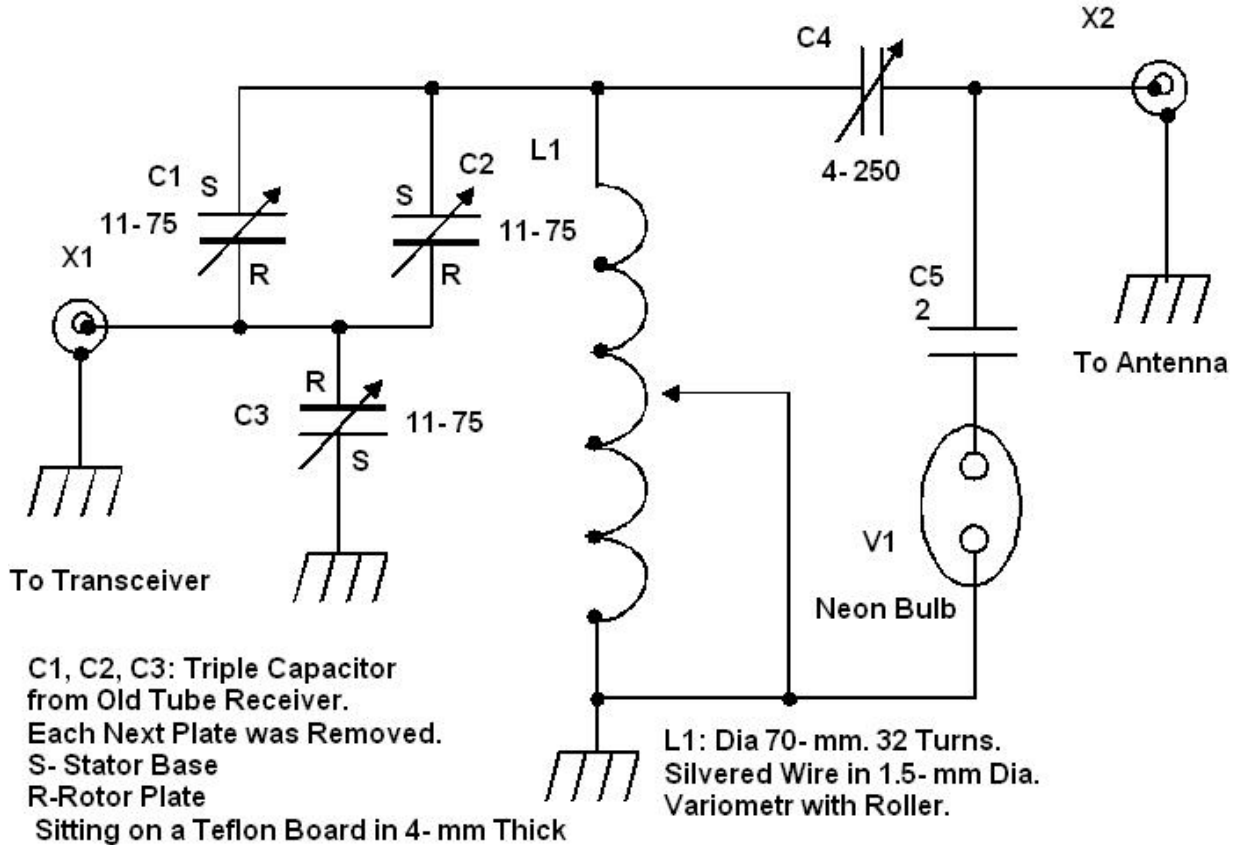 X2
C4
L1
C1
S
C2
S
4-250
11-75
11-75
X1
R
R
C5
2
To Antenna
R
C3
11-75
S
V1
To Transceiver
Neon Bulb
C1, C2, C3: Triple Capacitor
from Old Tube Receiver.
Each Next Plate was Removed.
S- Stator Base
R-Rotor Plate
Sitting on a Teflon Board in 4-mm Thick
L1: Dia 70-mm. 32 Turns.
Silvered Wire in 1.5-mm Dia.
Variometr with Roller.